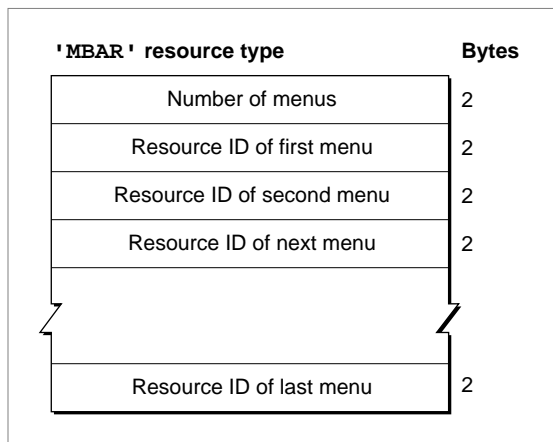 'MBAR' resource type Bytes
Number of menus 2
Resource ID of first menu 2
Resource ID of second menu 2
Resource ID of next menu 2
Resource ID of last menu 2